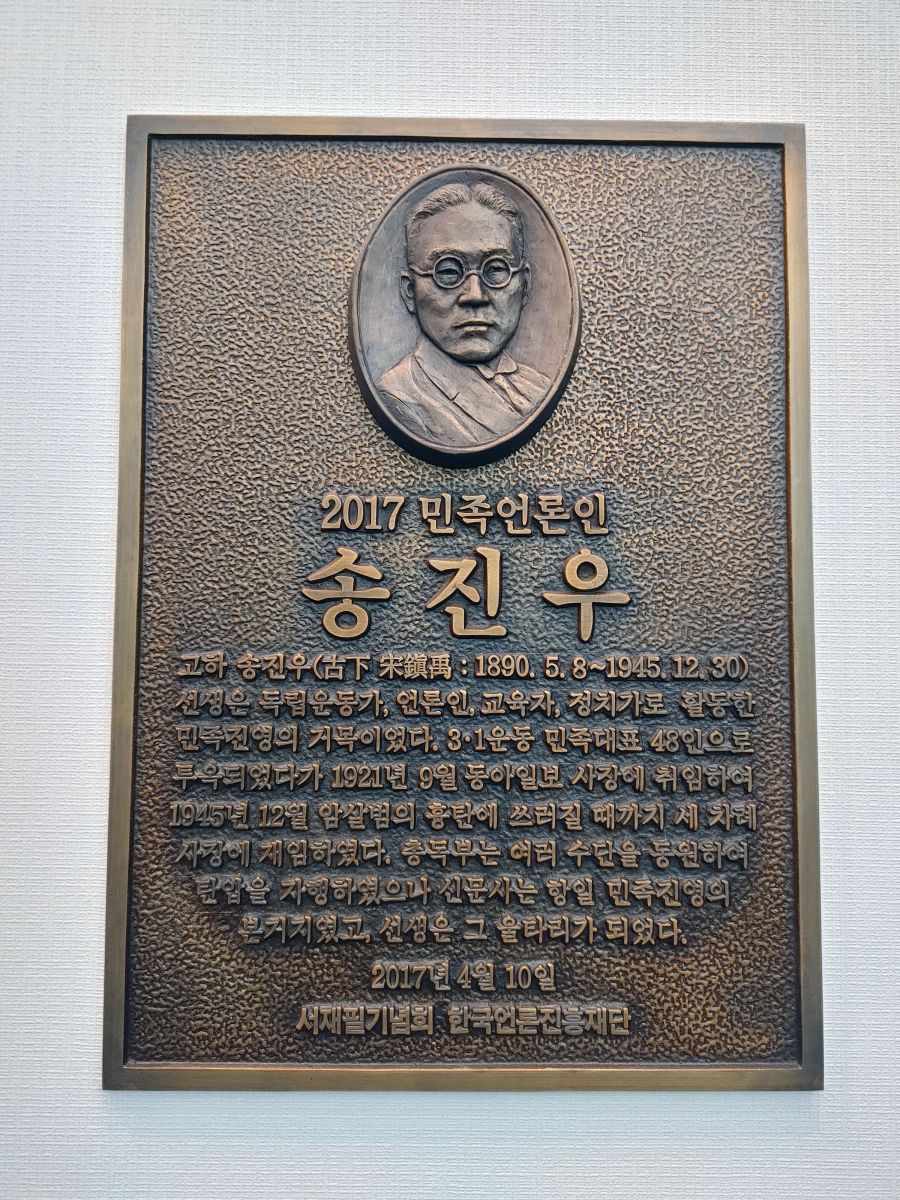 2017 민족언론인
송진우
고하 송진우(古下 宋鎭禹 : 1890. 5. 8~1945. 12. 30)
선생은 독립운동가, 언론인, 교육자, 정치가로 활동한
민족진영의 거목이었다. 3·1운동 민족대표 48인으로
투옥되었다가 1921년 9월 동아일보 사장에 취임하여
1945년 12월 암살범의 흉탄에 쓰러질 때까지 세 차례
사장에 재임하였다. 총독부는 여러 수단을 동원하여
탄압을 자행하였으나 신문사는 항일 민족진영의
본거지였고, 선생은 그 울타리가 되었다.
2017년 4월 10일
서재필기념회 한국언론진흥재단